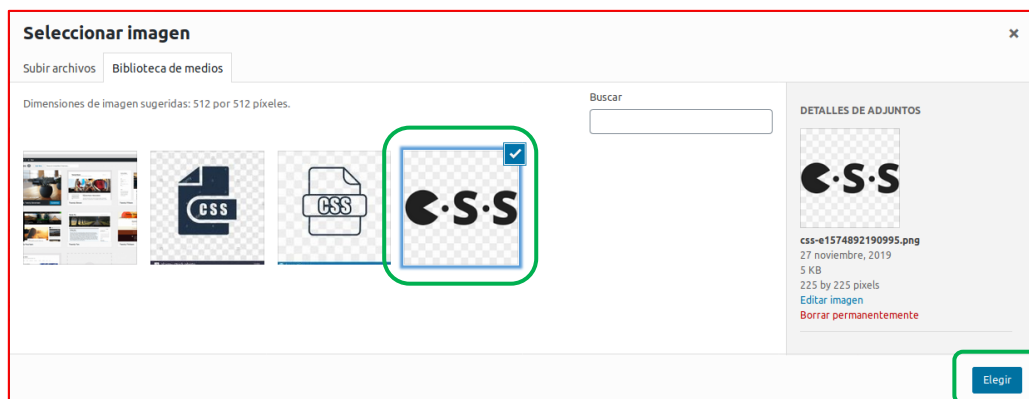 Seleccionar imagen
×
Subir archivos Biblioteca de medios
Dimensiones de imagen sugeridas: 512 por 512 píxeles.
Buscar
CSS
CSS
C·S·S
DETALLES DE ADJUNTOS
C·S·S
css-e1574892190995.png
27 noviembre, 2019
5 KB
225 by 225 pixels
Editar imagen
Borrar permanentemente
Elegir